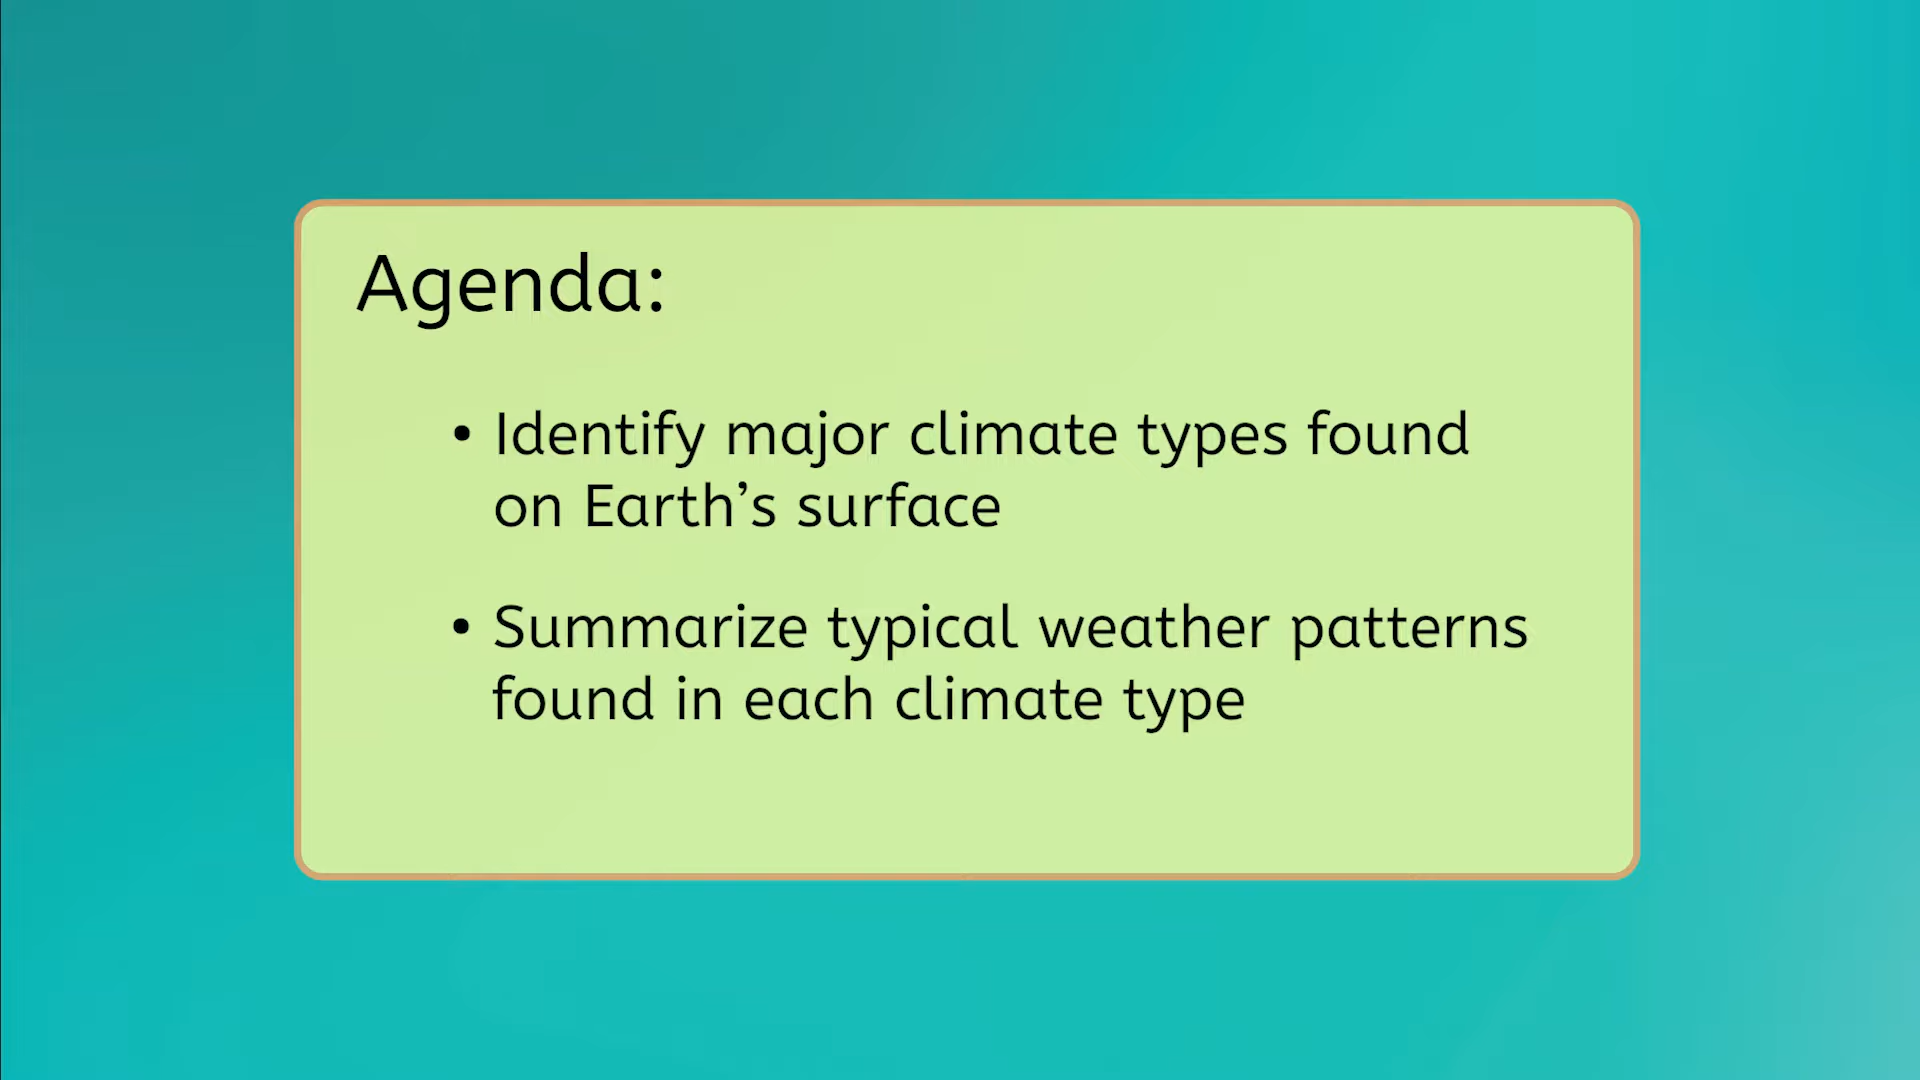 Agenda:
• Identify major climate types found
on Earth’s surface
• Summarize typical weather patterns
found in each climate type